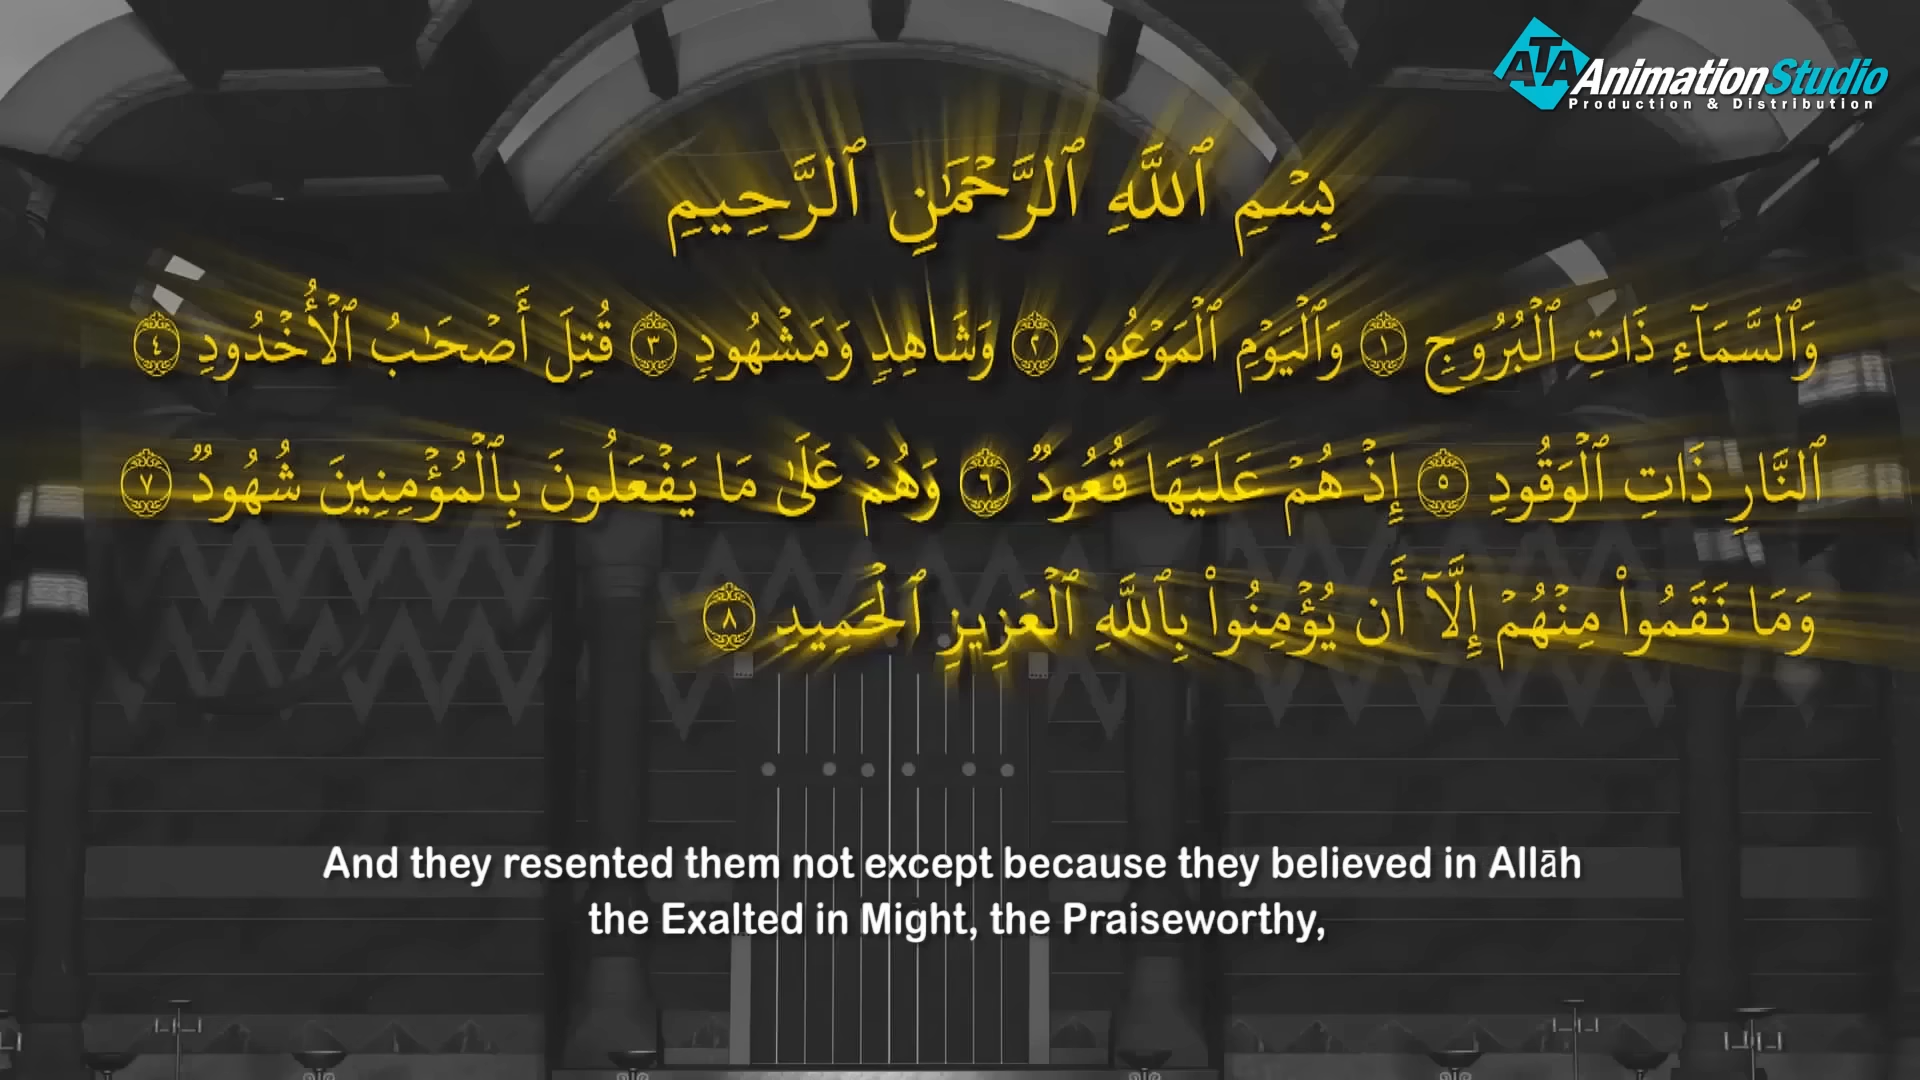 ATA AnimationStudio
Production & Distribution
بِسۡمِ ٱللَّهِ ٱلرَّحۡمَٰنِ ٱلرَّحِيمِ
وَٱلسَّمَآءِ ذَاتِ ٱلۡبُرُوجِ ١ وَٱلۡيَوۡمِ ٱلۡمَوۡعُودِ ٢ وَشَاهِدٖ وَمَشۡهُودٖ ٣ قُتِلَ أَصۡحَٰبُ ٱلۡأُخۡدُودِ ٤
ٱلنَّارِ ذَاتِ ٱلۡوَقُودِ ٥ إِذۡ هُمۡ عَلَيۡهَا قُعُودٞ ٦ وَهُمۡ عَلَىٰ مَا يَفۡعَلُونَ بِٱلۡمُؤۡمِنِينَ شُهُودٞ ٧
وَمَا نَقَمُواْ مِنۡهُمۡ إِلَّآ أَن يُؤۡمِنُواْ بِٱللَّهِ ٱلۡعَزِيزِ ٱلۡحَمِيدِ ٨
And they resented them not except because they believed in Allāh
the Exalted in Might, the Praiseworthy,